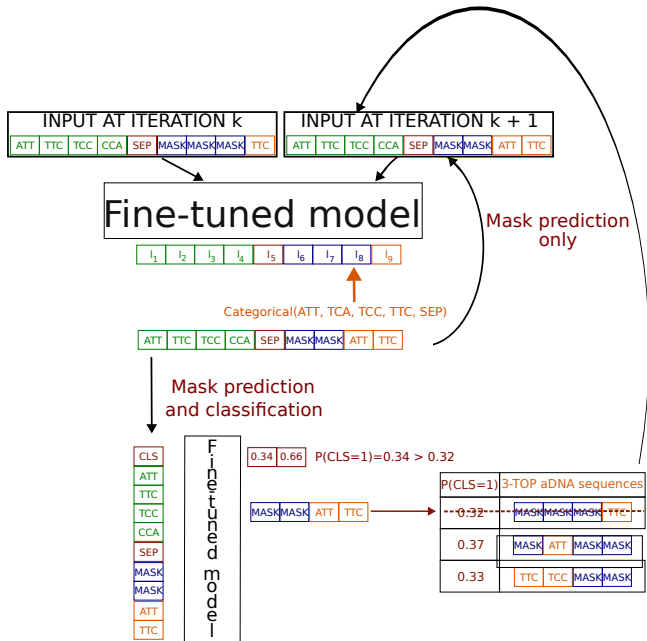 INPUT AT ITERATION k
ATT TTC TCC CCA SEP MASK MASK MASK TTC
INPUT AT ITERATION k + 1
ATT TTC TCC CCA SEP MASK MASK ATT TTC
Fine-tuned model
l1 l2 l3 l4 l5 l6 l7 l8 l9
Mask prediction
only
Categorical(ATT, TCA, TCC, TTC, SEP)
ATT TTC TCC CCA SEP MASK MASK ATT TTC
Mask prediction
and classification
CLS
ATT
TTC
TCC
CCA
SEP
MASK
MASK
ATT
TTC
Fine-tuned model
0.34 0.66 P(CLS=1)=0.34 > 0.32
MASK MASK ATT TTC
P(CLS=1) 3-TOP aDNA sequences
0.32 MASK MASK MASK TTC
0.37 MASK ATT MASK MASK
0.33 TTC TCC MASK MASK